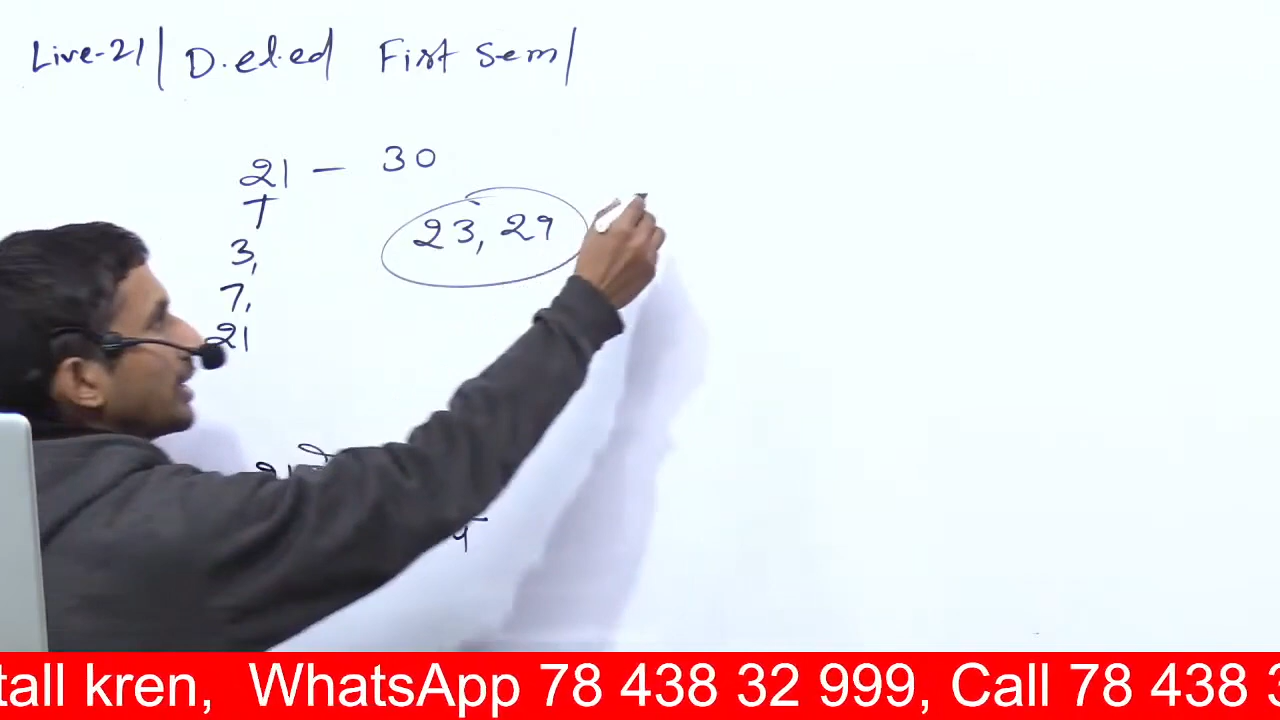 Live-21/ D.el.ed First Sem/
21 - 30
1
23, 29
3,
7,
21
tall kren, WhatsApp 78 438 32 999, Call 78 438 3